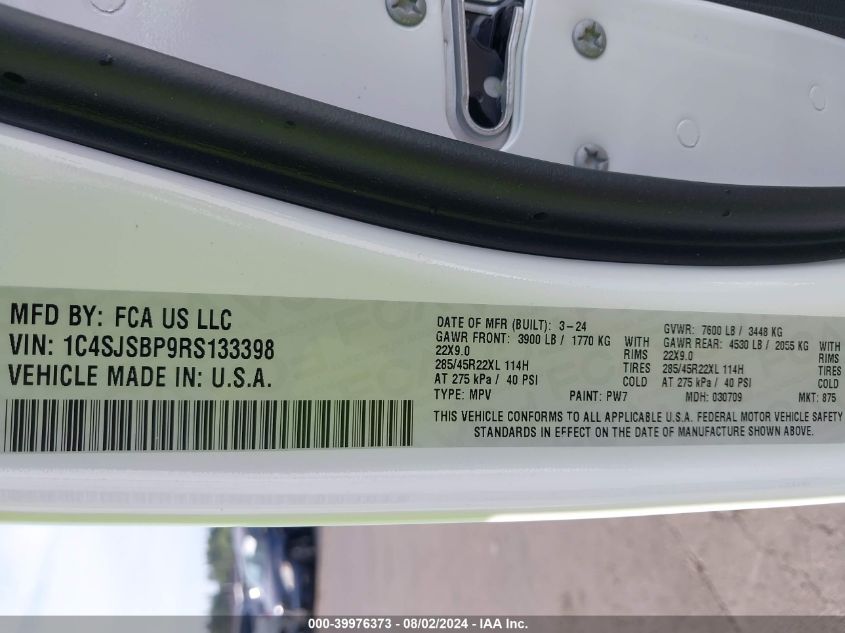 MFD BY: FCA US LLC
VIN: 1C4SJSBP9RS133398
VEHICLE MADE IN: U.S.A.
DATE OF MFR (BUILT): 3-24
GAWR FRONT: 3900 LB / 1770 KG WITH
22X9.0 RIMS
285/45R22XL 114H TIRES
AT 275 kPa / 40 PSI COLD
TYPE: MPV PAINT: PW7
GVWR: 7600 LB / 3448 KG
GAWR REAR: 4530 LB / 2055 KG WITH
22X9.0 RIMS
285/45R22XL 114H TIRES
AT 275 kPa / 40 PSI COLD
MDH: 030709 MKT: 875
THIS VEHICLE CONFORMS TO ALL APPLICABLE U.S.A. FEDERAL MOTOR VEHICLE SAFETY
STANDARDS IN EFFECT ON THE DATE OF MANUFACTURE SHOWN ABOVE.
000-39976373 - 08/02/2024 - IAA Inc.